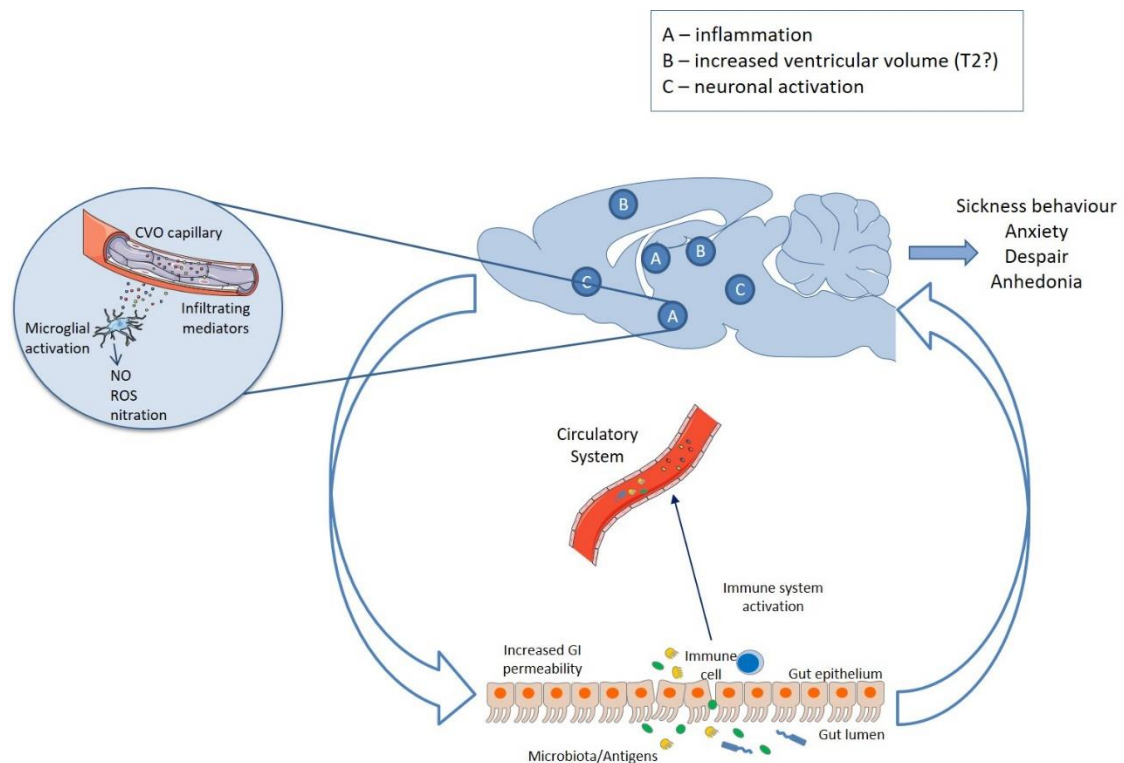 A – inflammation
B – increased ventricular volume (T2?)
C – neuronal activation
CVO capillary
Infiltrating
mediators
Microglial
activation
NO
ROS
nitration
B
A
B
C
C
A
Sickness behaviour
Anxiety
Despair
Anhedonia
Circulatory
System
Immune system
activation
Increased GI
permeability
Immune
cell
Gut epithelium
Gut lumen
Microbiota/Antigens